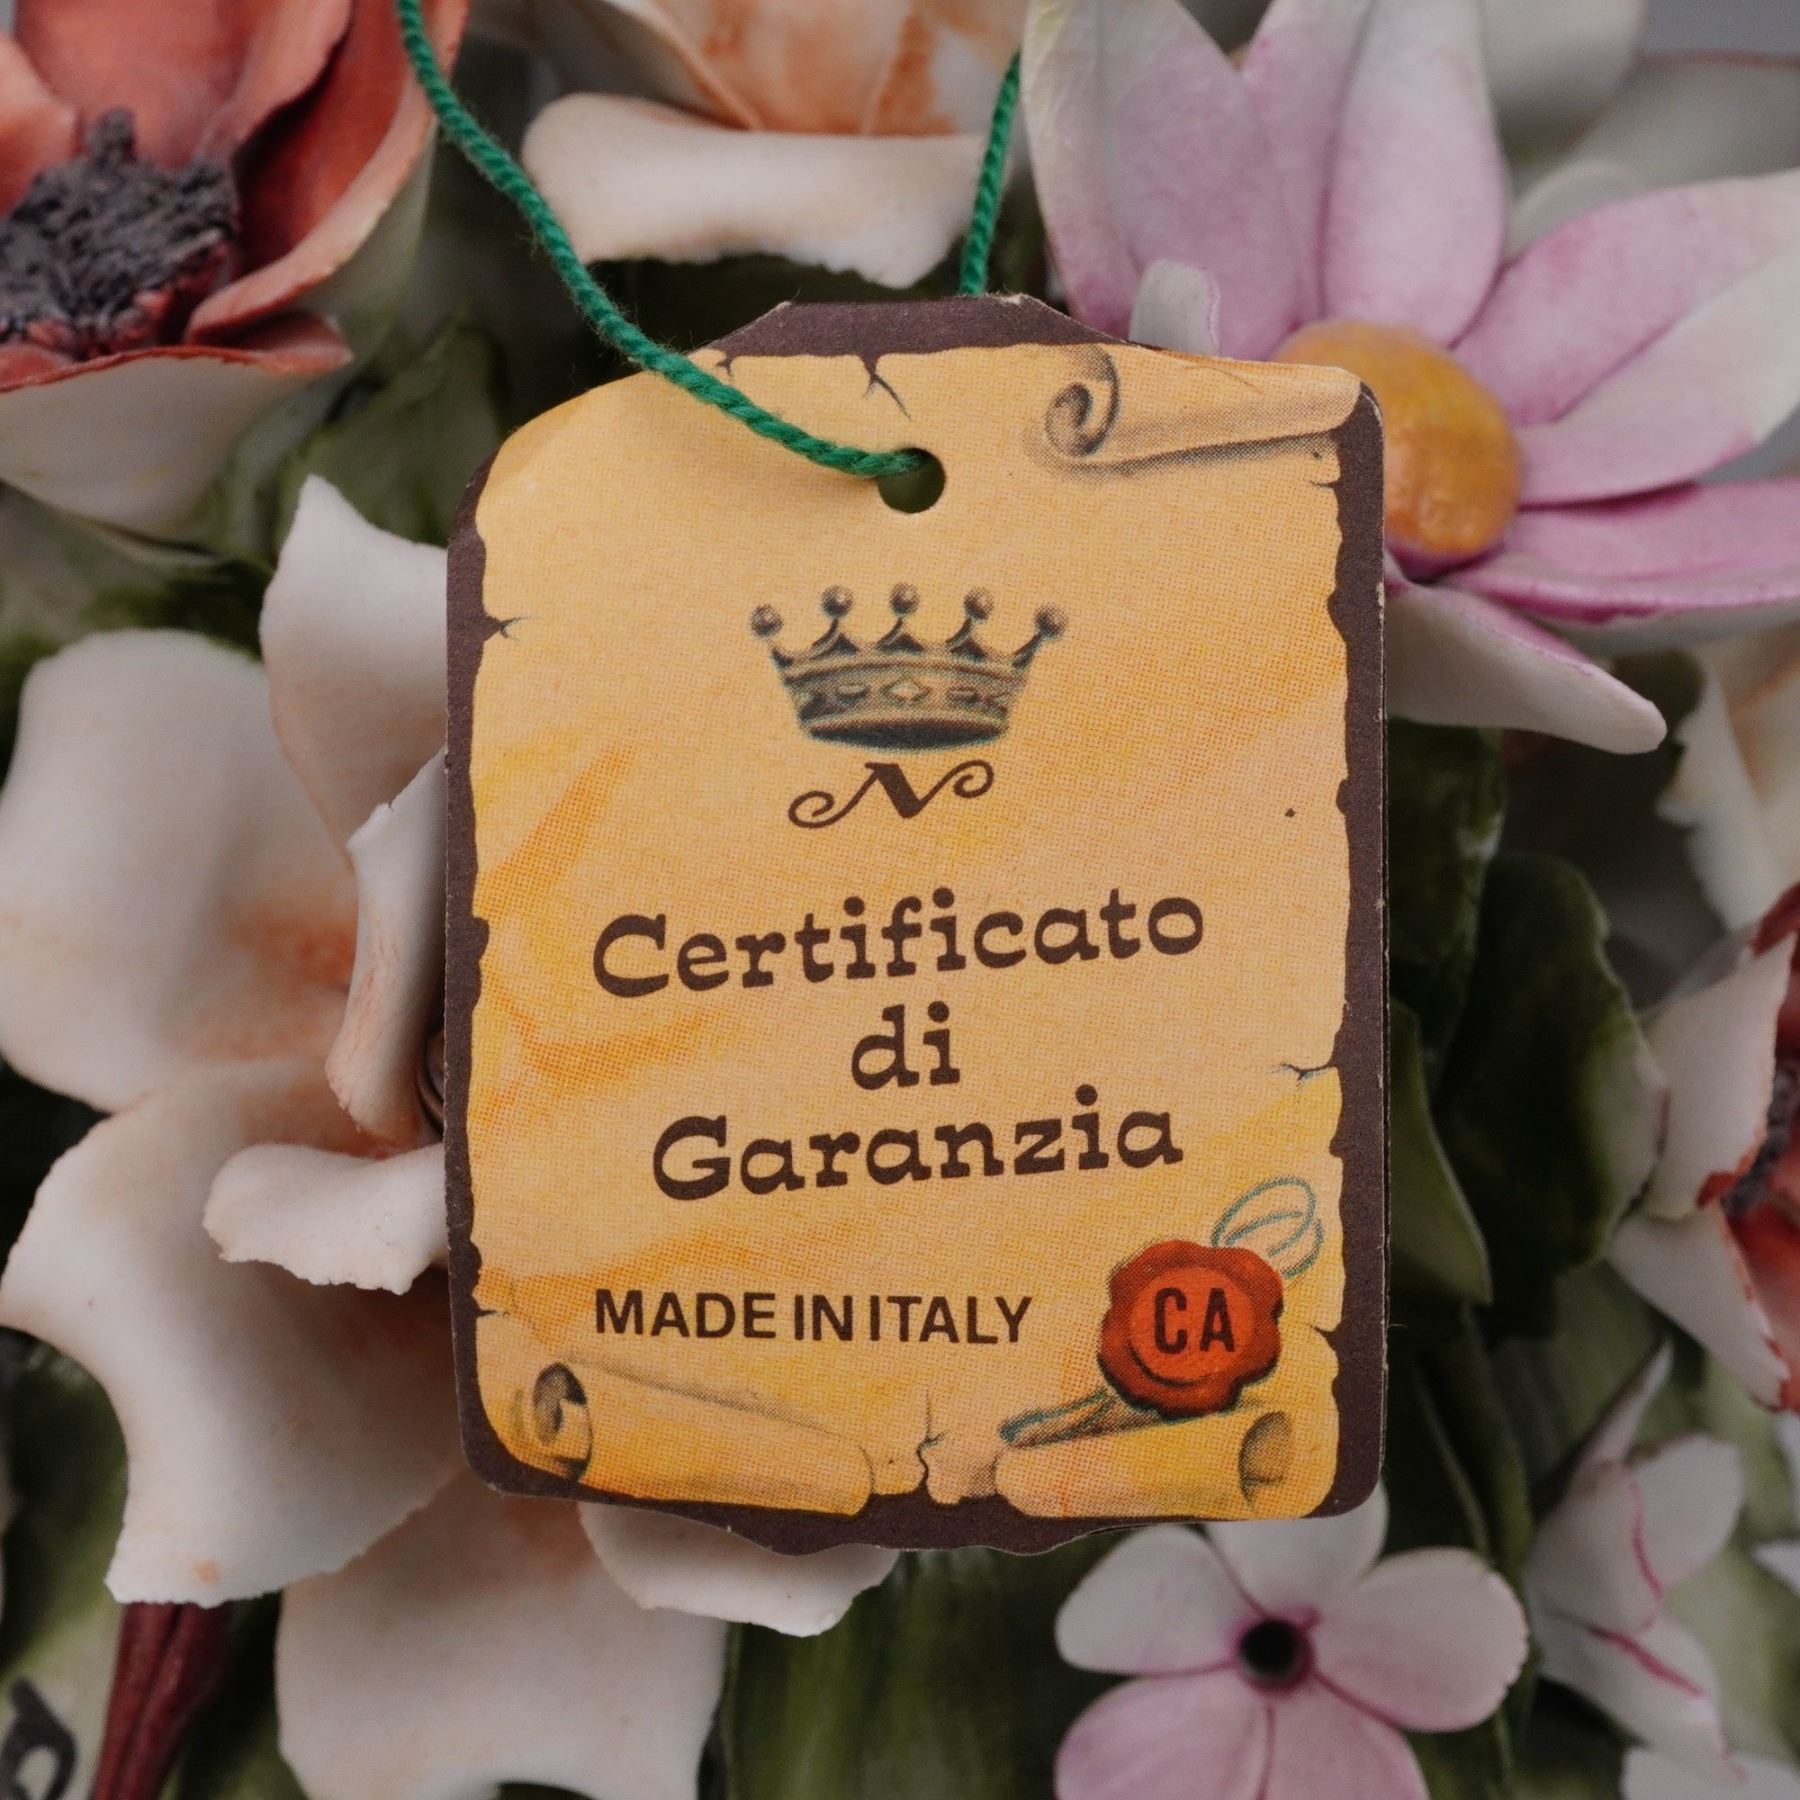 N
Certificato
di
Garanzia
MADE IN ITALY
CA